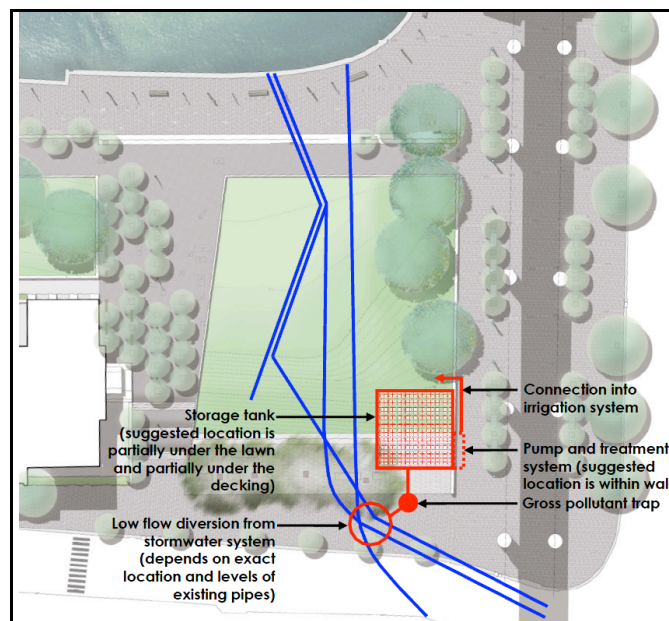 Storage tank
(suggested location is
partially under the lawn
and partially under the
decking)
Low flow diversion from
stormwater system
(depends on exact
location and levels of
existing pipes)
Connection into
irrigation system
Pump and treatment
system (suggested
location is within wal
Gross pollutant trap